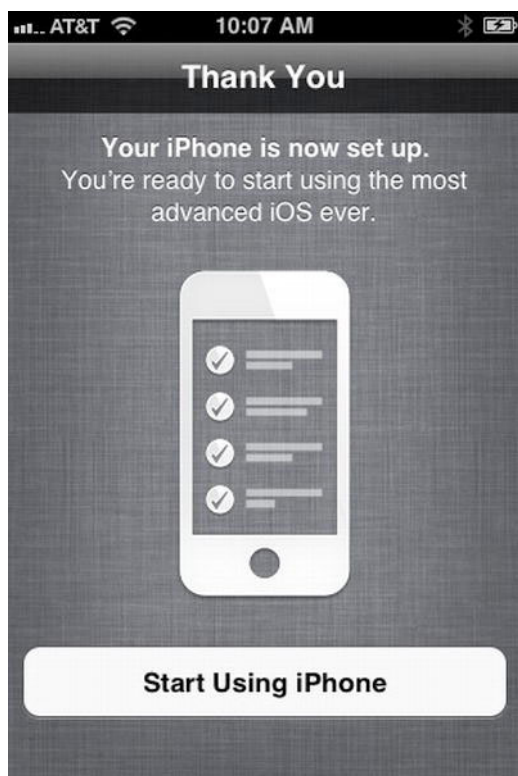 AT&T 10:07 AM
Thank You
Your iPhone is now set up.
You're ready to start using the most
advanced iOS ever.
Start Using iPhone